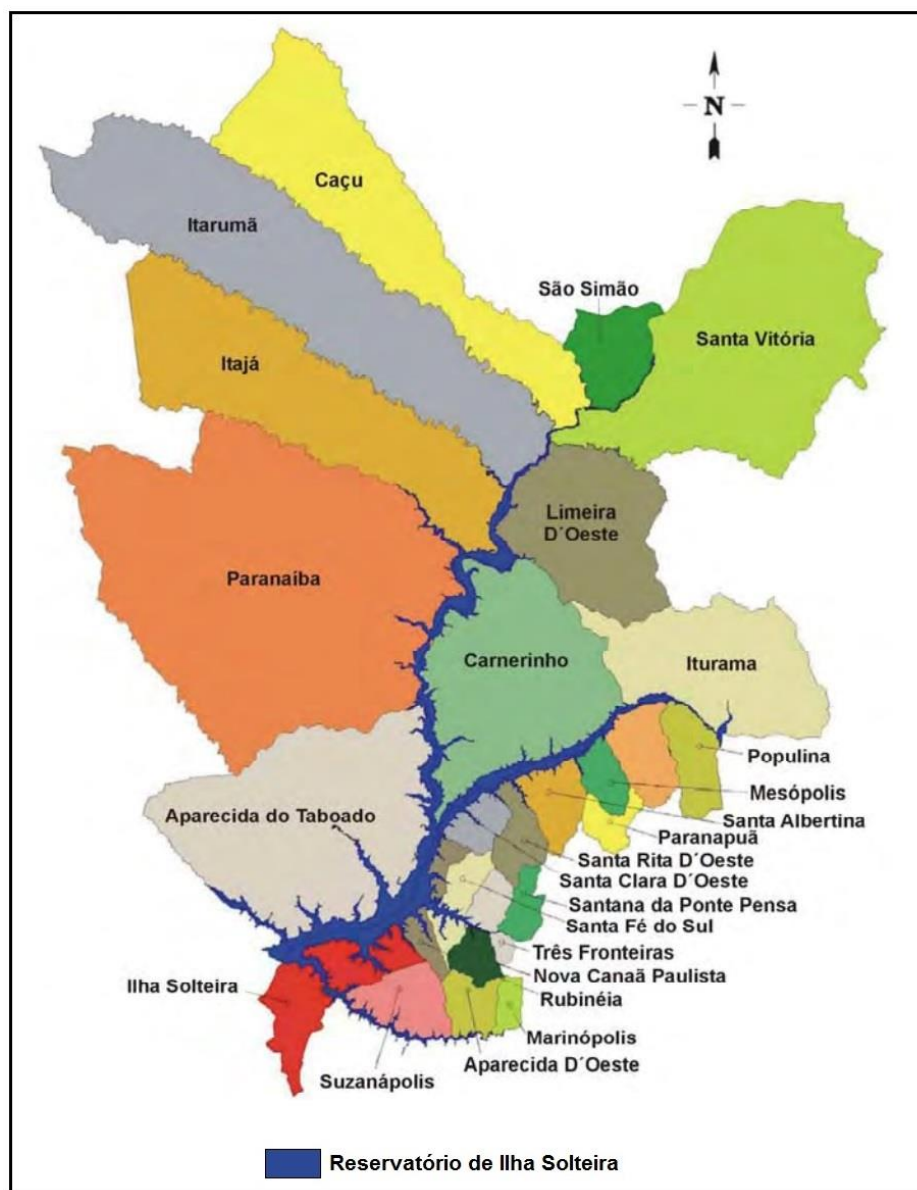 N
Caçu
Itarumã
São Simão
Santa Vitória
Itajá
Limeira
D´Oeste
Paranaíba
Carnerinho
Iturama
Populina
Mesópolis
Aparecida do Taboado
Santa Albertina
Paranapuã
Santa Rita D´Oeste
Santa Clara D´Oeste
Santana da Ponte Pensa
Santa Fé do Sul
Três Fronteiras
Nova Canaã Paulista
Ilha Solteira
Rubinéia
Marinópolis
Aparecida D´Oeste
Suzanápolis
Reservatório de Ilha Solteira